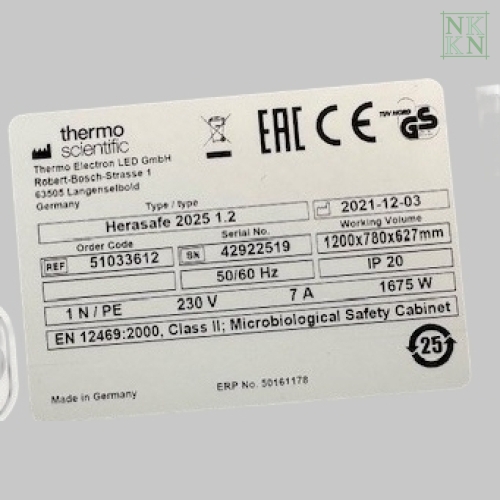 NK
KN
thermo
scientific
Thermo Electron LED GmbH
Robert-Bosch-Strasse 1
63505 Langenselbold
Germany
EAC CE TUV NORD GS
Type / type
Herasafe 2025 1.2
2021-12-03
Order Code
Serial No.
Working Volume
REF 51033612
SN 42922519
1200x780x627mm
50/60 Hz
IP 20
1 N / PE 230 V 7 A 1675 W
EN 12469:2000, Class II; Microbiological Safety Cabinet
25
Made in Germany
ERP No. 50161178